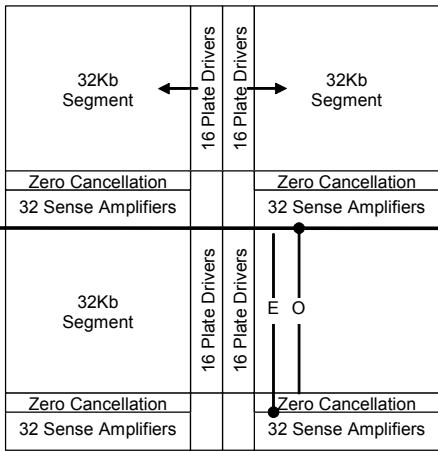 32Kb
Segment
16 Plate Drivers
16 Plate Drivers
32Kb
Segment
Zero Cancellation
Zero Cancellation
32 Sense Amplifiers
32 Sense Amplifiers
32Kb
Segment
16 Plate Drivers
16 Plate Drivers
E O
Zero Cancellation
Zero Cancellation
32 Sense Amplifiers
32 Sense Amplifiers